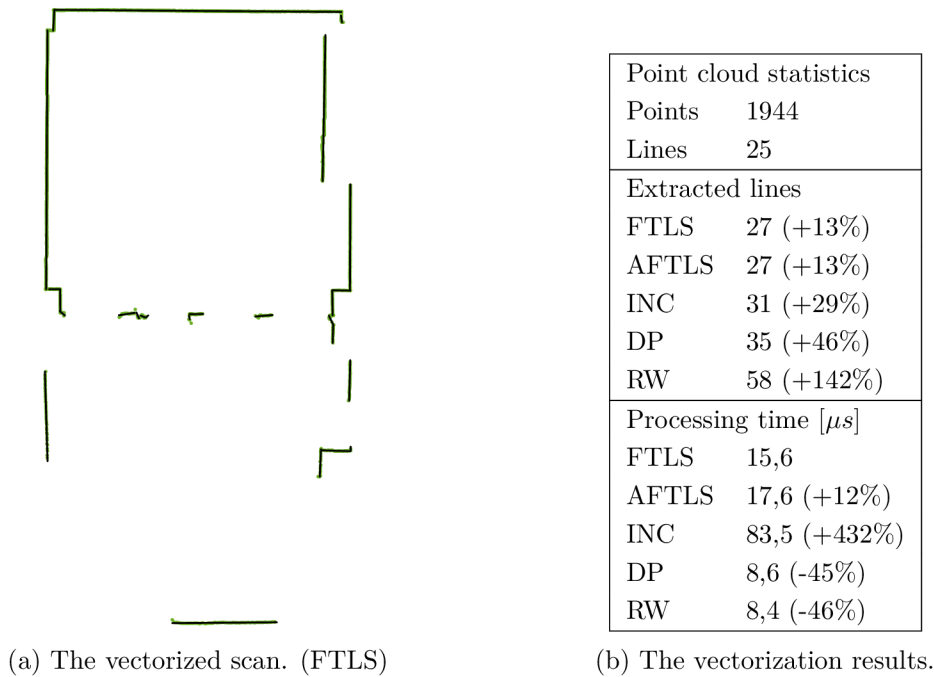 Point cloud statistics
Points 1944
Lines 25
Extracted lines
FTLS 27 (+13%)
AFTLS 27 (+13%)
INC 31 (+29%)
DP 35 (+46%)
RW 58 (+142%)
Processing time [μs]
FTLS 15,6
AFTLS 17,6 (+12%)
INC 83,5 (+432%)
DP 8,6 (-45%)
RW 8,4 (-46%)
(a) The vectorized scan. (FTLS)
(b) The vectorization results.